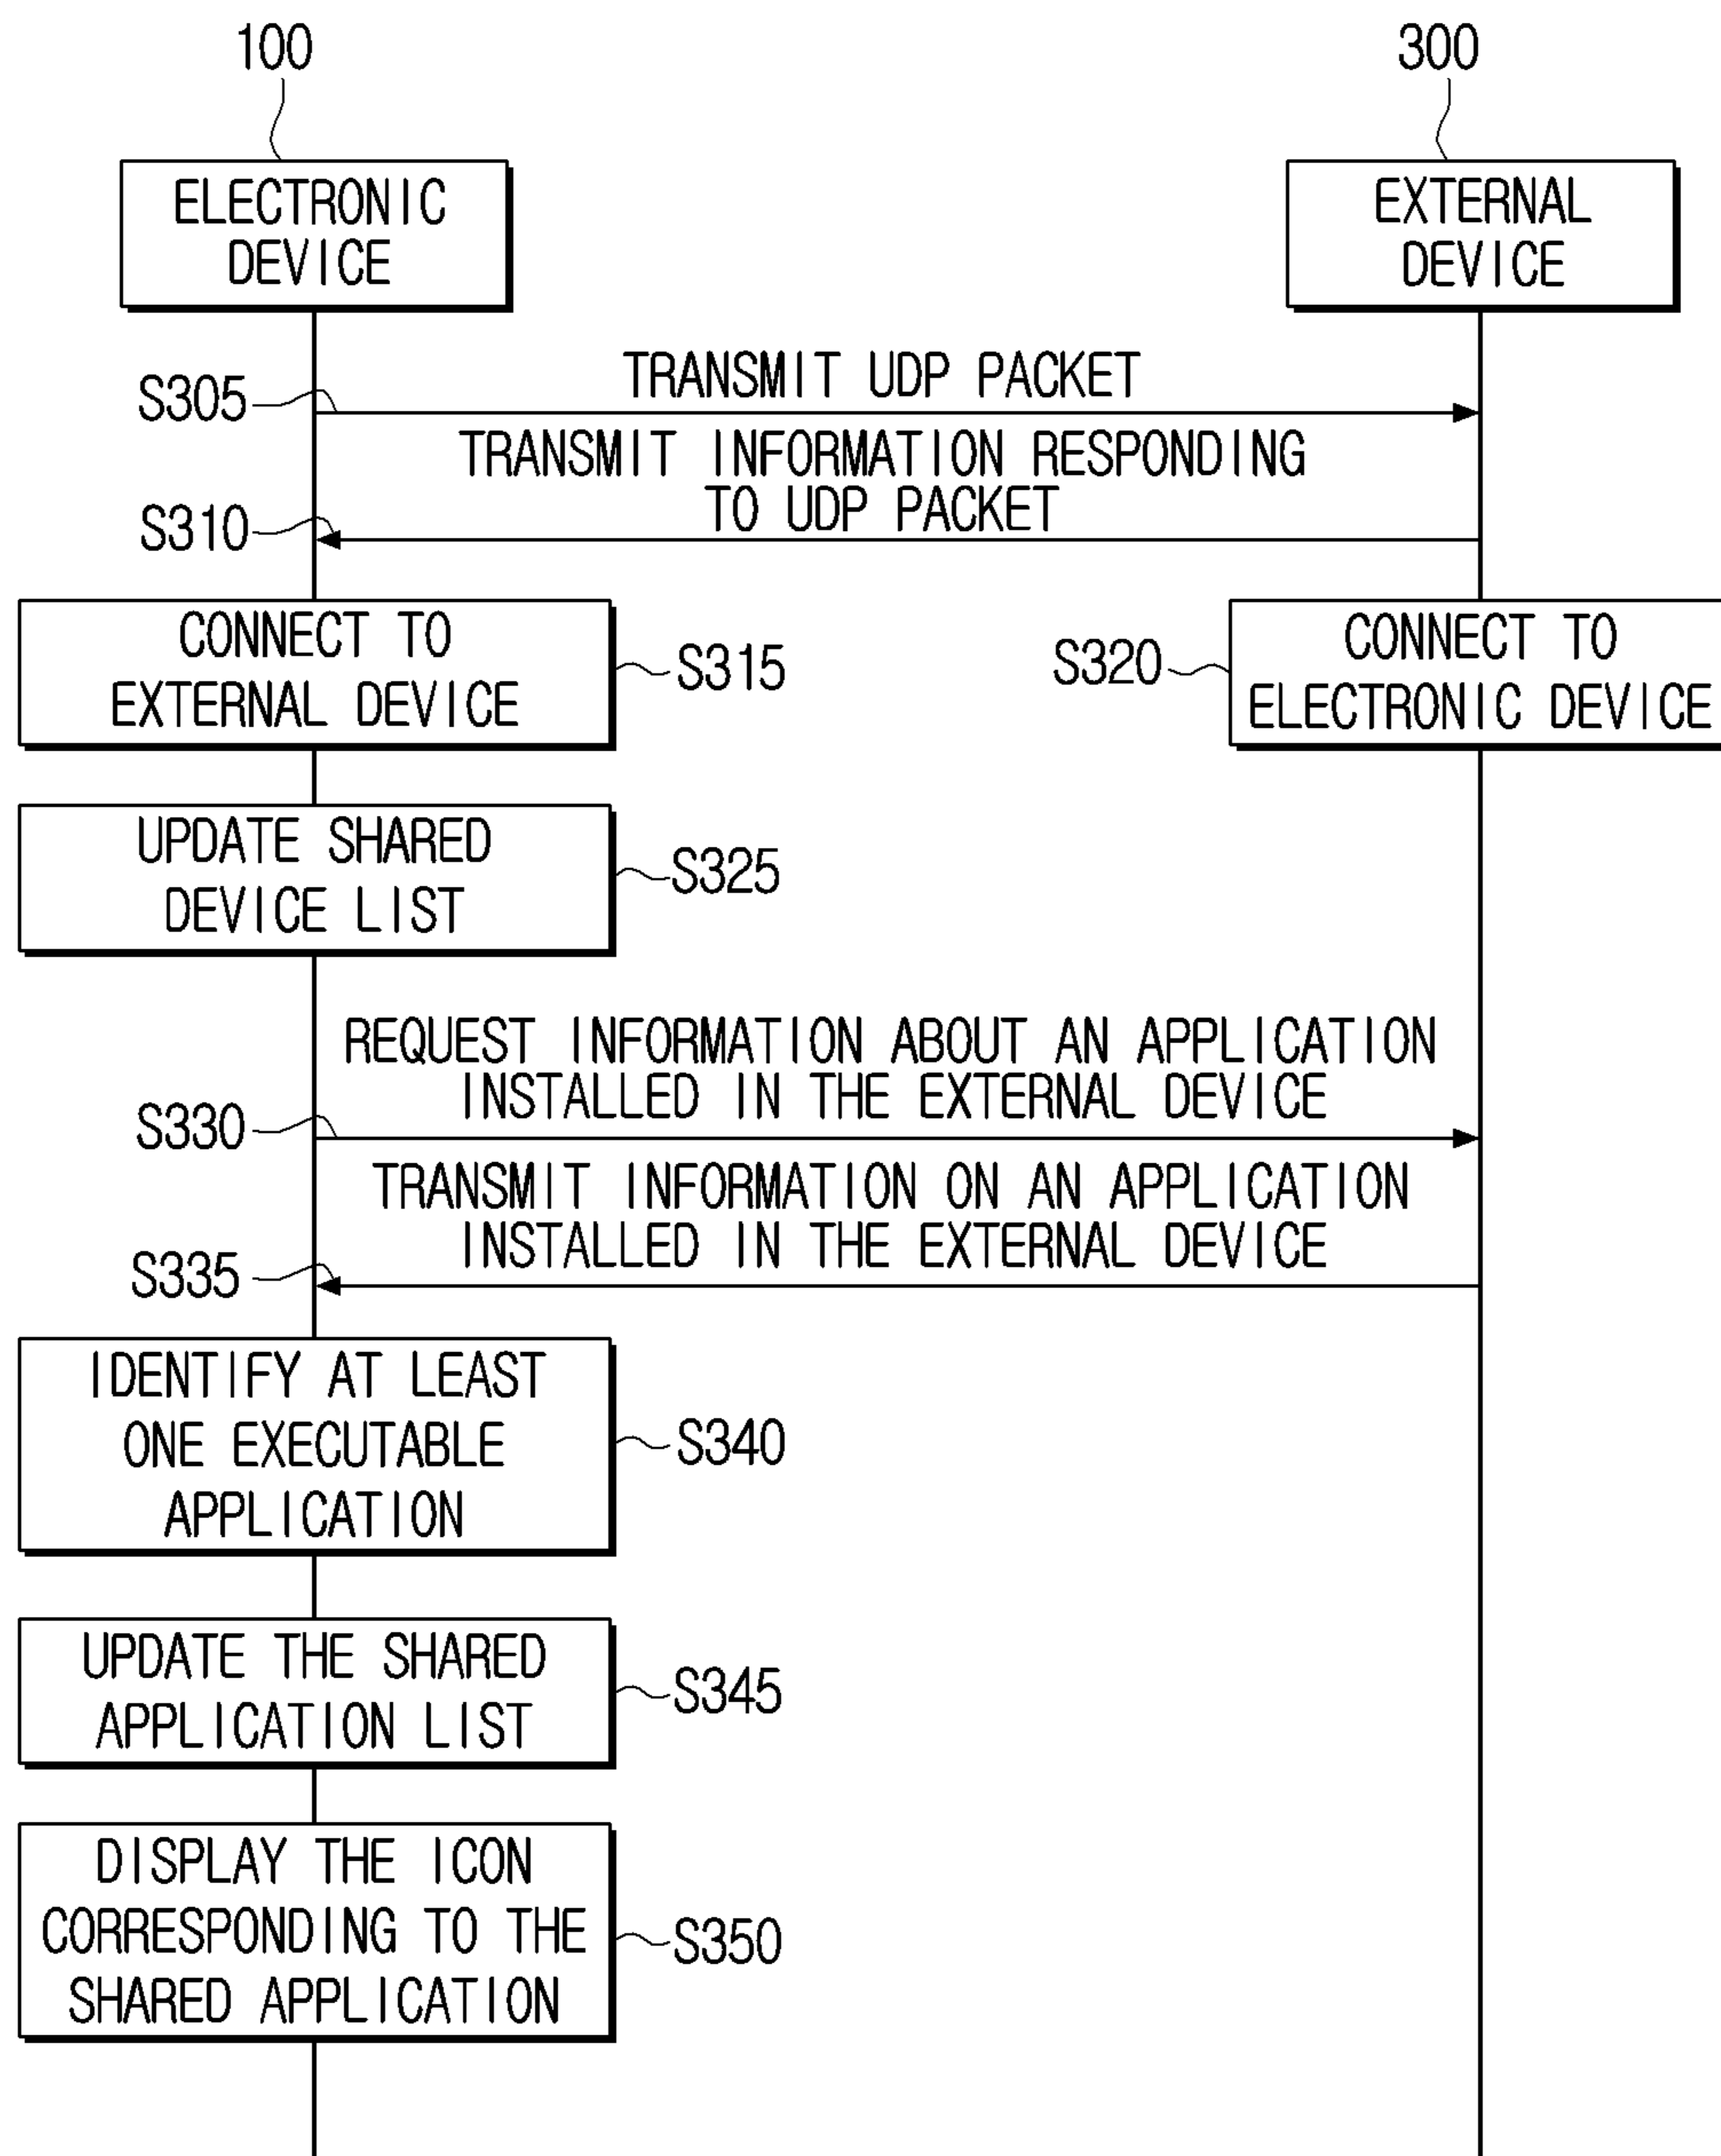 100
300
ELECTRONIC
DEVICE
EXTERNAL
DEVICE
TRANSMIT UDP PACKET
S305
TRANSMIT INFORMATION RESPONDING
TO UDP PACKET
S310
CONNECT TO
EXTERNAL DEVICE
S315
S320
CONNECT TO
ELECTRONIC DEVICE
UPDATE SHARED
DEVICE LIST
S325
REQUEST INFORMATION ABOUT AN APPLICATION
INSTALLED IN THE EXTERNAL DEVICE
S330
TRANSMIT INFORMATION ON AN APPLICATION
INSTALLED IN THE EXTERNAL DEVICE
S335
IDENTIFY AT LEAST
ONE EXECUTABLE
APPLICATION
S340
UPDATE THE SHARED
APPLICATION LIST
S345
DISPLAY THE ICON
CORRESPONDING TO THE
SHARED APPLICATION
S350